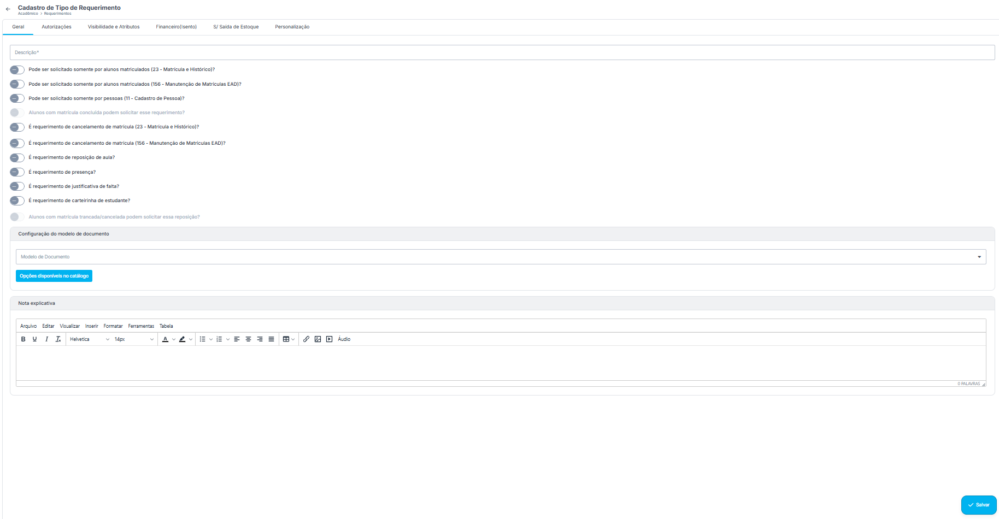 Cadastro de Tipo de Requerimento
Acadêmico > Requerimentos
Geral Autorizações Visibilidade e Atributos Financeiro(Isento) S/ Saída de Estoque Personalização
Descrição*
Pode ser solicitado somente por alunos matriculados (23 - Matrícula e Histórico)?
Pode ser solicitado somente por alunos matriculados (156 - Manutenção de Matrículas EAD)?
Pode ser solicitado somente por pessoas (11 - Cadastro de Pessoa)?
Alunos com matrícula concluída podem solicitar esse requerimento?
É requerimento de cancelamento de matrícula (23 - Matrícula e Histórico)?
É requerimento de cancelamento de matrícula (156 - Manutenção de Matrículas EAD)?
É requerimento de reposição de aula?
É requerimento de presença?
É requerimento de justificativa de falta?
É requerimento de carteirinha de estudante?
Alunos com matrícula trancada/cancelada podem solicitar essa reposição?
Configuração do modelo de documento
Modelo de Documento
Opções disponíveis no catálogo
Nota explicativa
Arquivo Editar Visualizar Inserir Formatar Ferramentas Tabela
B U I Helvetica 14px A Áudio
0 PALAVRAS
Salvar